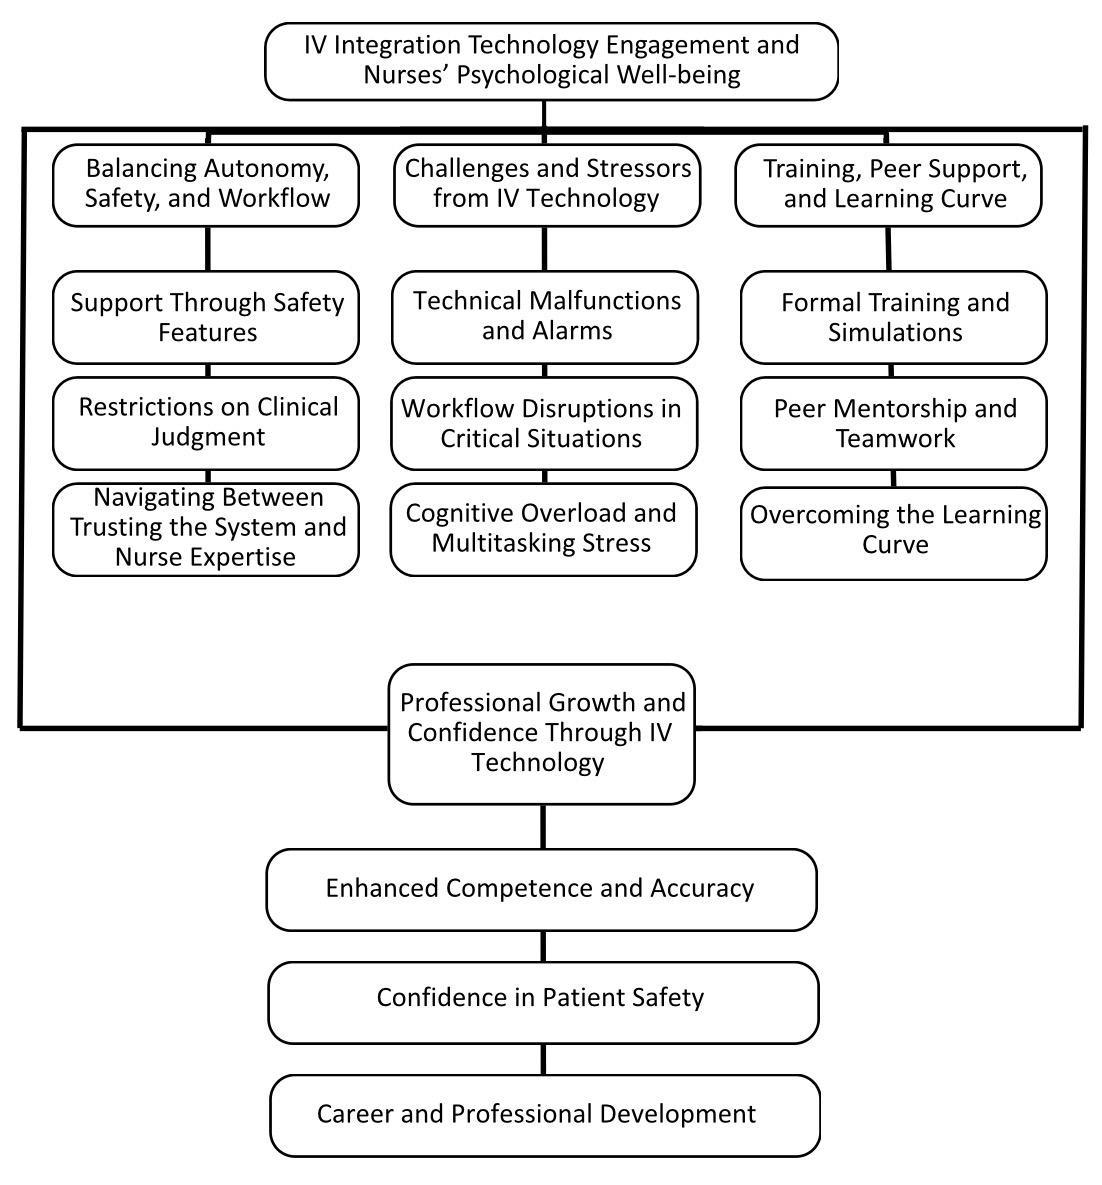 IV Integration Technology Engagement and
Nurses’ Psychological Well-being
Balancing Autonomy,
Safety, and Workflow
Support Through Safety
Features
Restrictions on Clinical
Judgment
Navigating Between
Trusting the System and
Nurse Expertise
Challenges and Stressors
from IV Technology
Technical Malfunctions
and Alarms
Workflow Disruptions in
Critical Situations
Cognitive Overload and
Multitasking Stress
Training, Peer Support,
and Learning Curve
Formal Training and
Simulations
Peer Mentorship and
Teamwork
Overcoming the Learning
Curve
Professional Growth and
Confidence Through IV
Technology
Enhanced Competence and Accuracy
Confidence in Patient Safety
Career and Professional Development